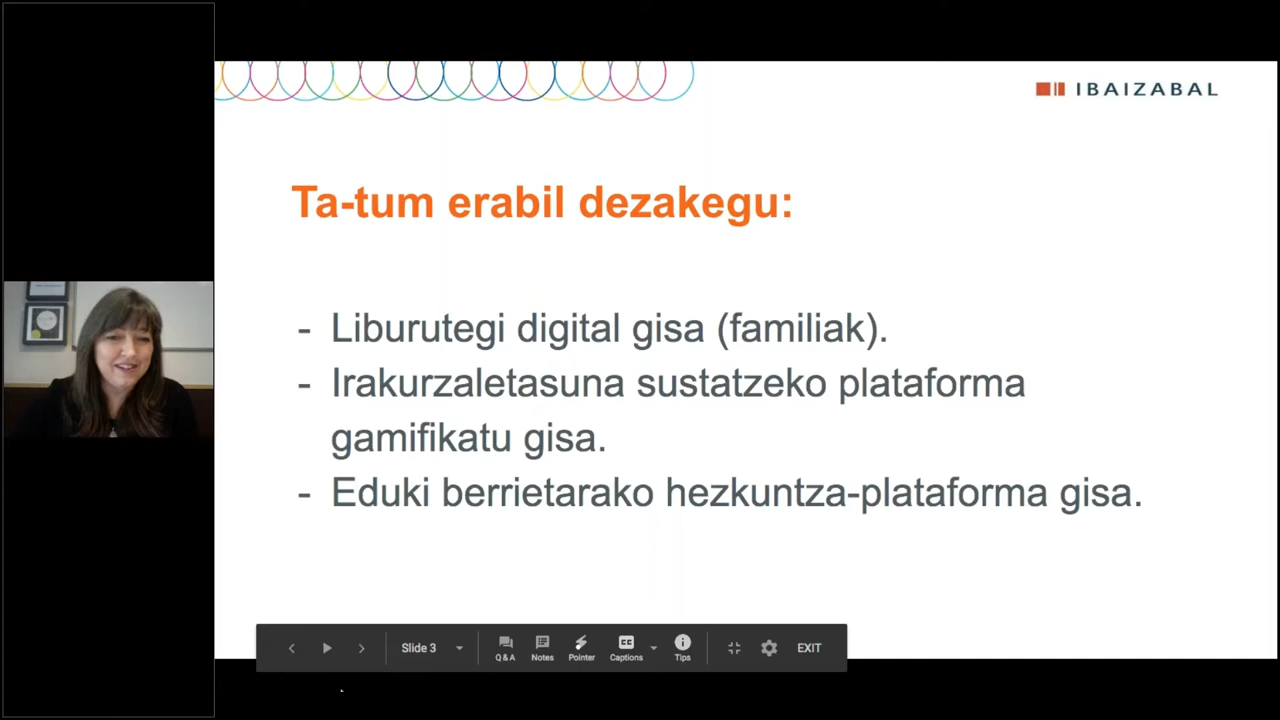 IBAIZABAL
Ta-tum erabil dezakegu:
- Liburutegi digital gisa (familiak).
- Irakurzaletasuna sustatzeko plataforma
gamifikatu gisa.
- Eduki berrietarako hezkuntza-plataforma gisa.
Slide 3
Q & A
Notes
Pointer
CC
Captions
Tips
EXIT